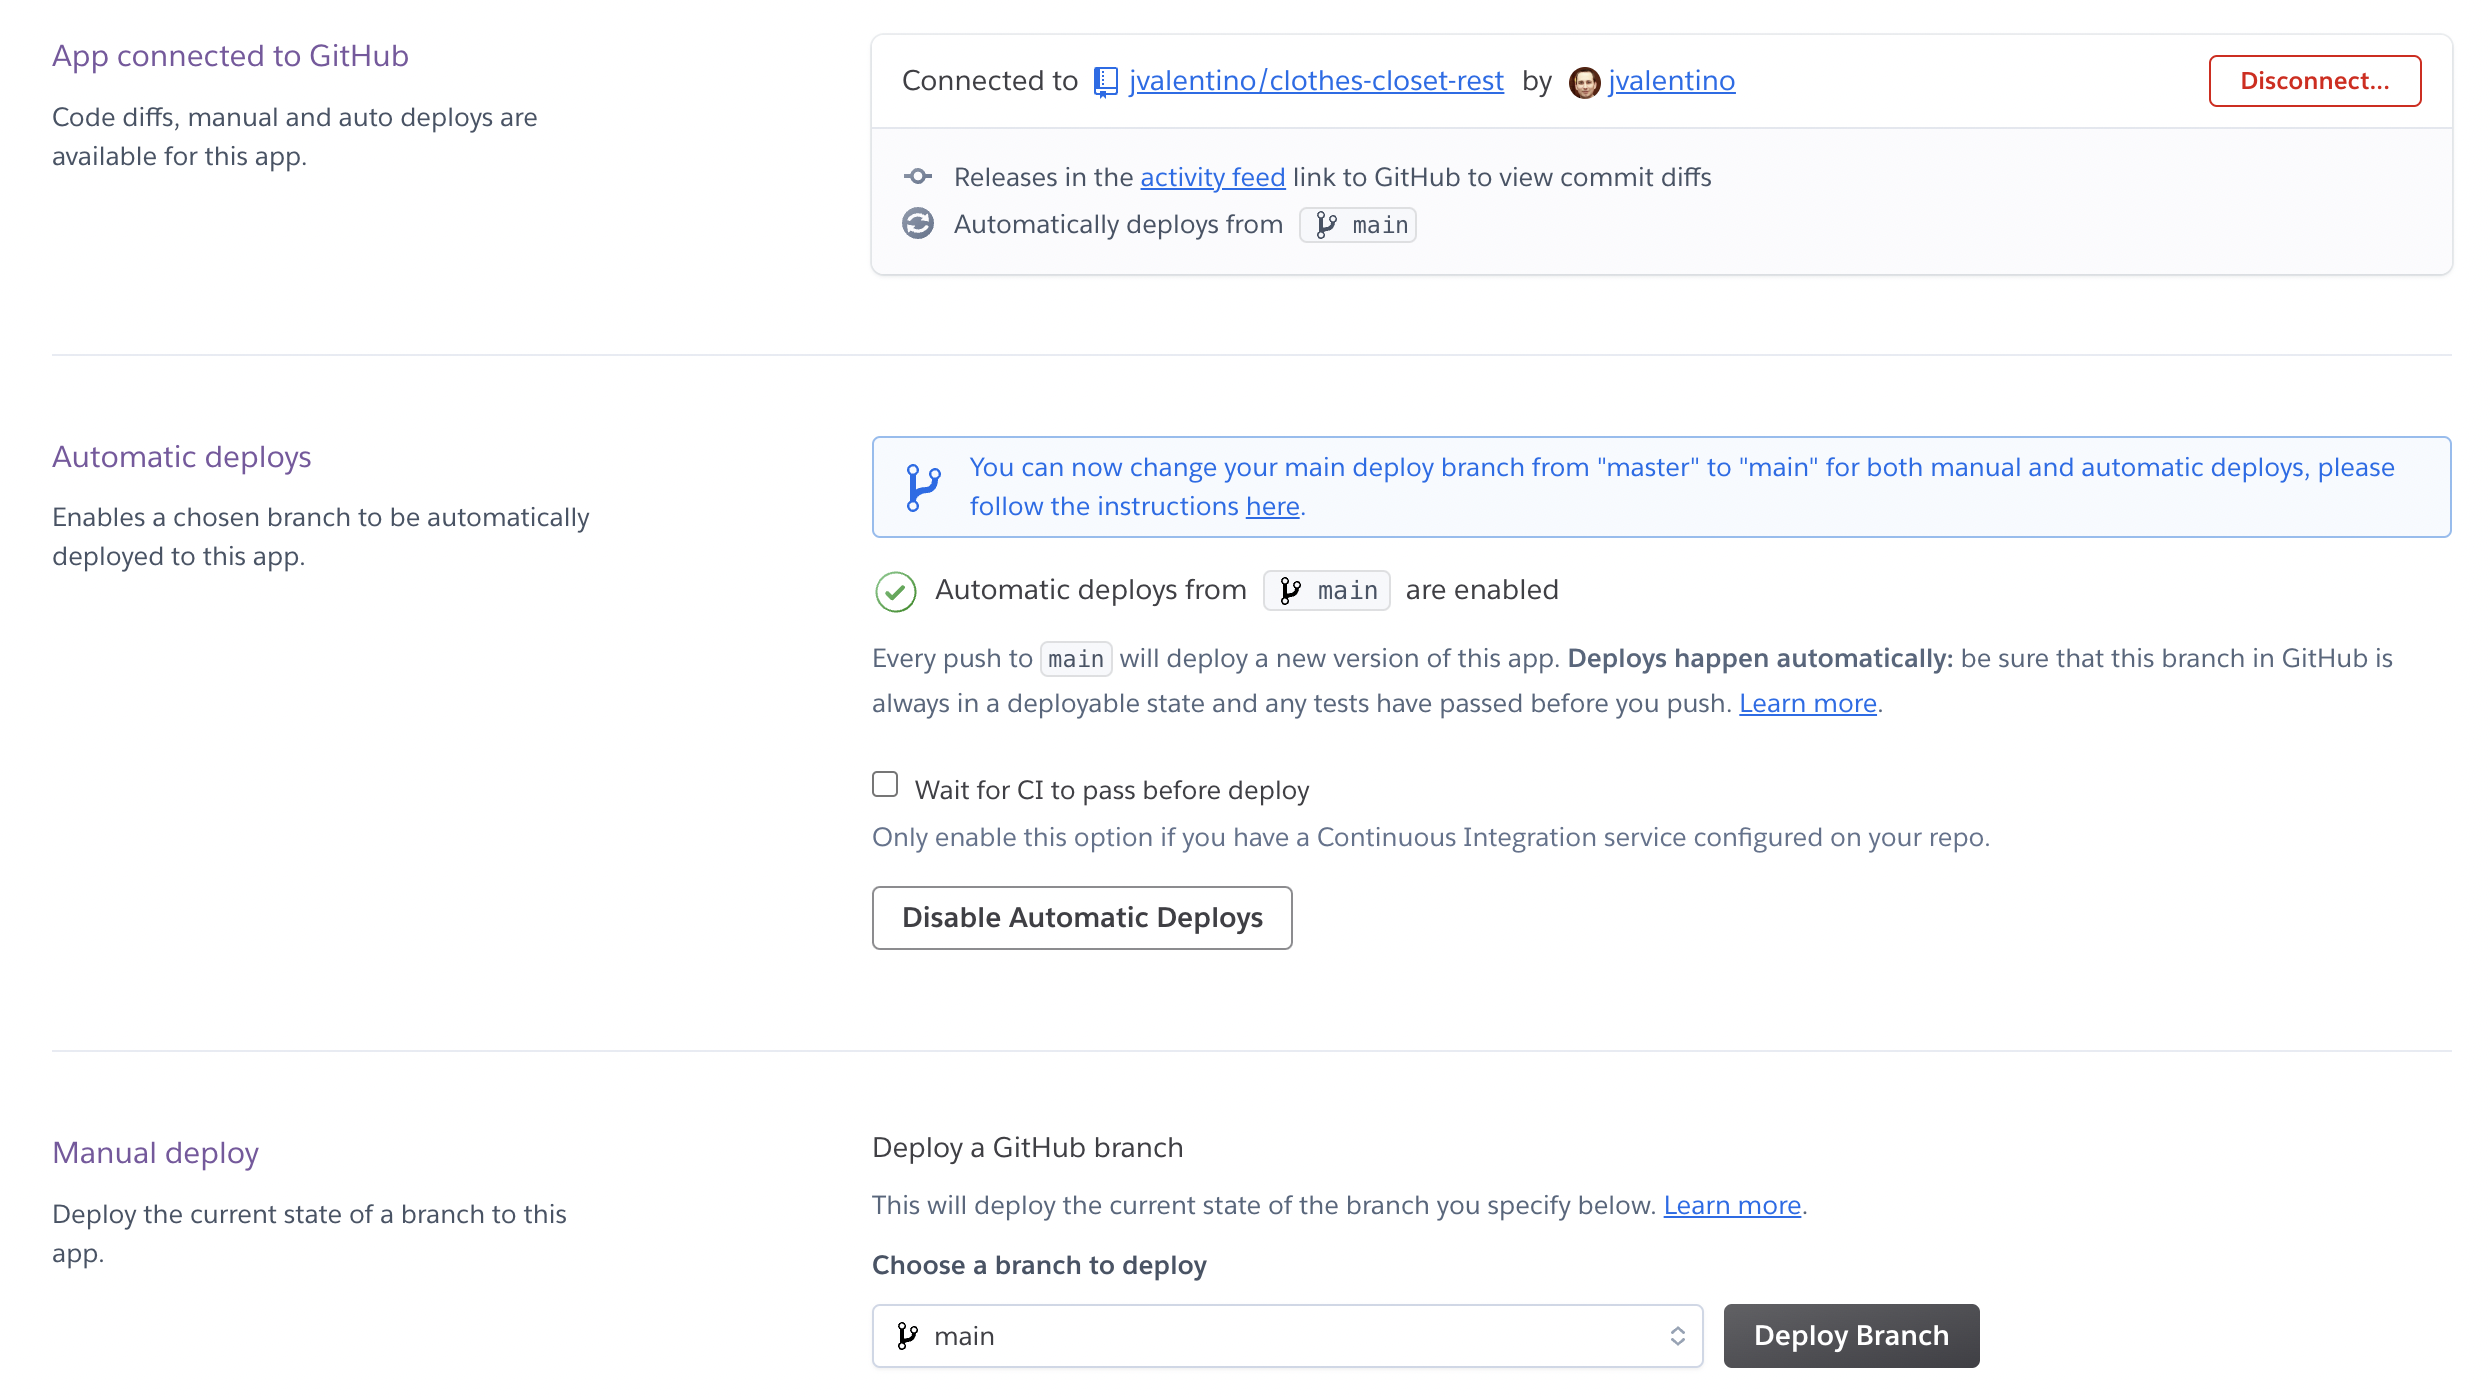 App connected to GitHub
Code diffs, manual and auto deploys are
available for this app.
Connected to jvalentino/clothes-closet-rest by jvalentino
Disconnect...
Releases in the activity feed link to GitHub to view commit diffs
Automatically deploys from main
Automatic deploys
Enables a chosen branch to be automatically
deployed to this app.
You can now change your main deploy branch from "master" to "main" for both manual and automatic deploys, please
follow the instructions here.
Automatic deploys from main are enabled
Every push to main will deploy a new version of this app. Deploys happen automatically: be sure that this branch in GitHub is
always in a deployable state and any tests have passed before you push. Learn more.
Wait for CI to pass before deploy
Only enable this option if you have a Continuous Integration service configured on your repo.
Disable Automatic Deploys
Manual deploy
Deploy the current state of a branch to this
app.
Deploy a GitHub branch
This will deploy the current state of the branch you specify below. Learn more.
Choose a branch to deploy
main
Deploy Branch